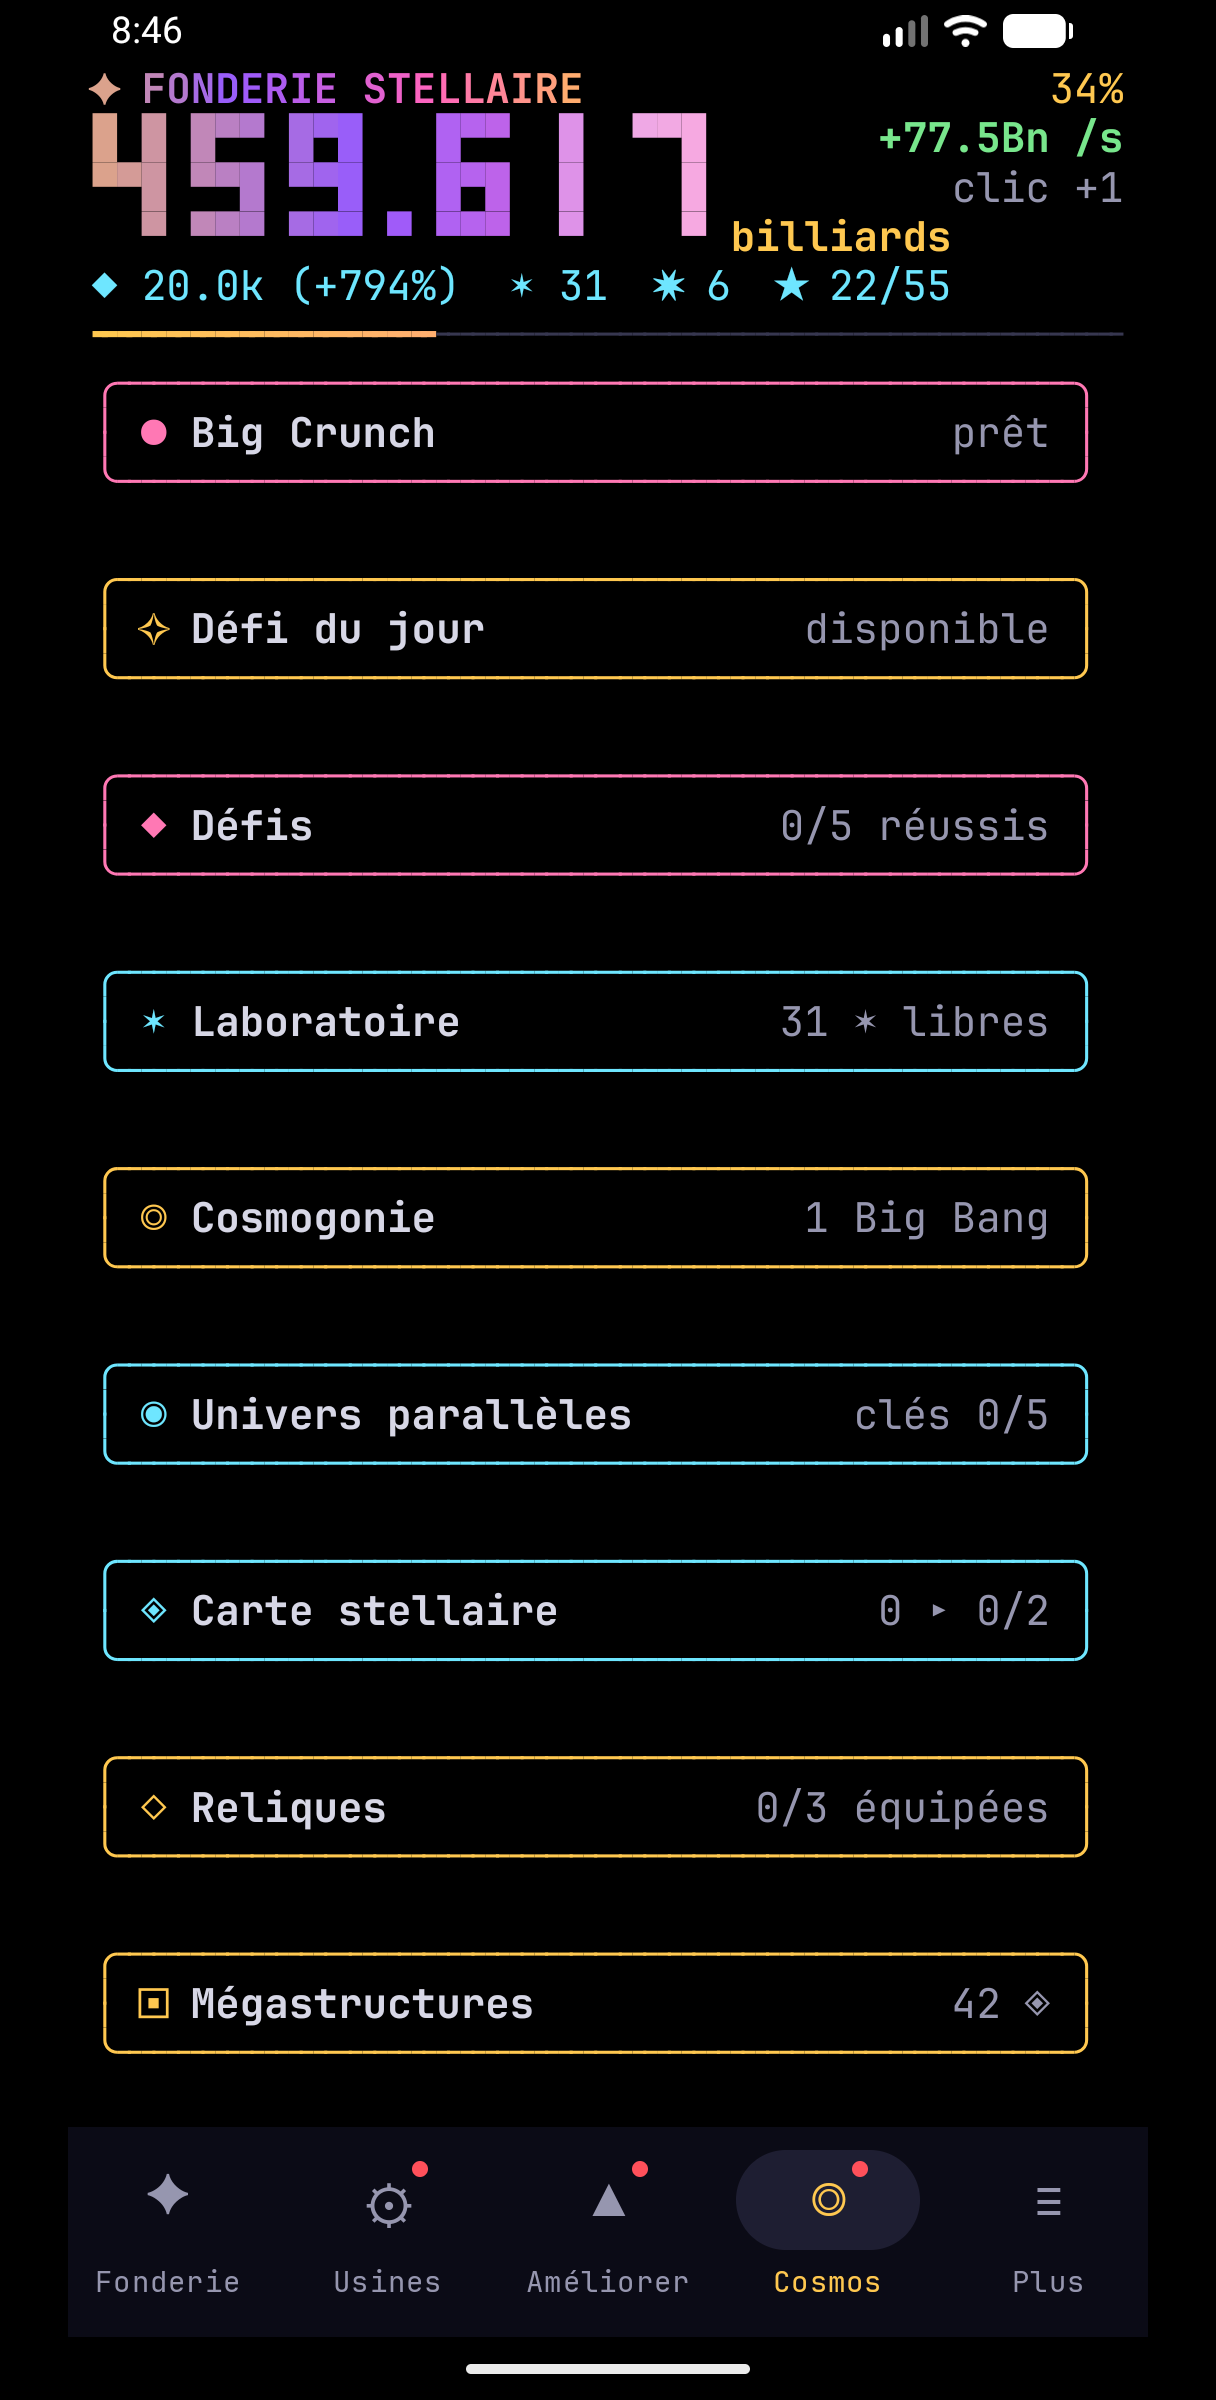 8:46
✦ FONDERIE STELLAIRE 34%
459.617 billiards
+77.5Bn /s
clic +1
◆ 20.0k (+794%) ✶ 31 ✷ 6 ★ 22/55
● Big Crunch prêt
✧ Défi du jour disponible
◆ Défis 0/5 réussis
✶ Laboratoire 31 ✶ libres
◎ Cosmogonie 1 Big Bang
◉ Univers parallèles clés 0/5
◈ Carte stellaire 0 ▸ 0/2
◇ Reliques 0/3 équipées
▣ Mégastructures 42 ◈
Fonderie Usines Améliorer Cosmos Plus